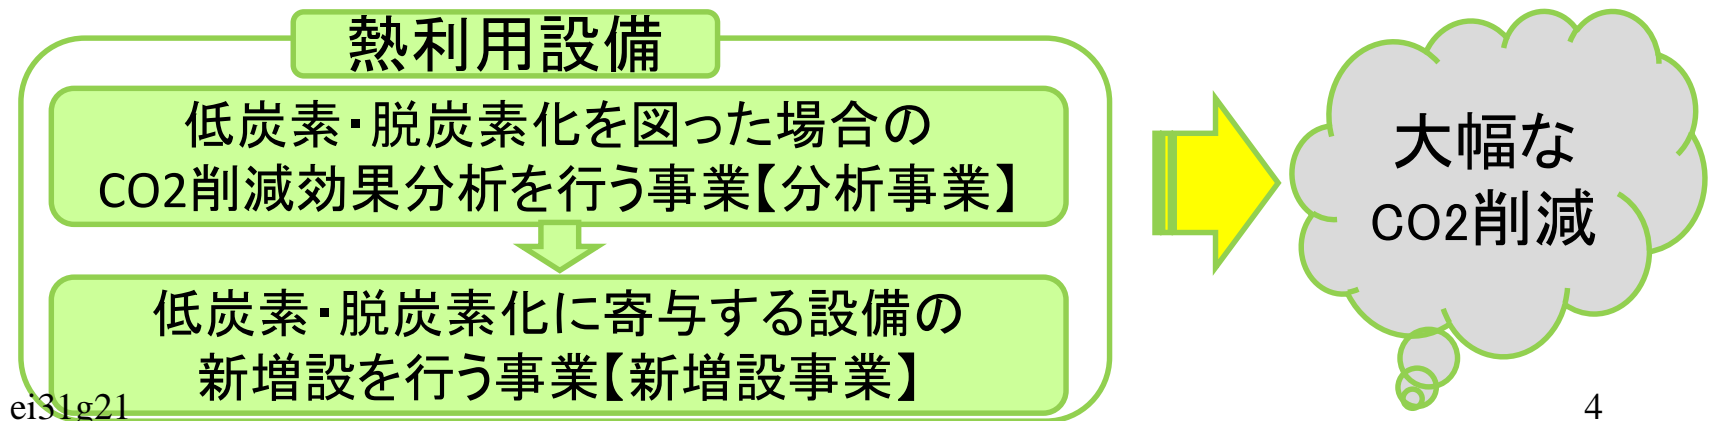 熱利用設備
低炭素・脱炭素化を図った場合の
CO2削減効果分析を行う事業【分析事業】
低炭素・脱炭素化に寄与する設備の
新増設を行う事業【新増設事業】
大幅な
CO2削減
ei31g21
4